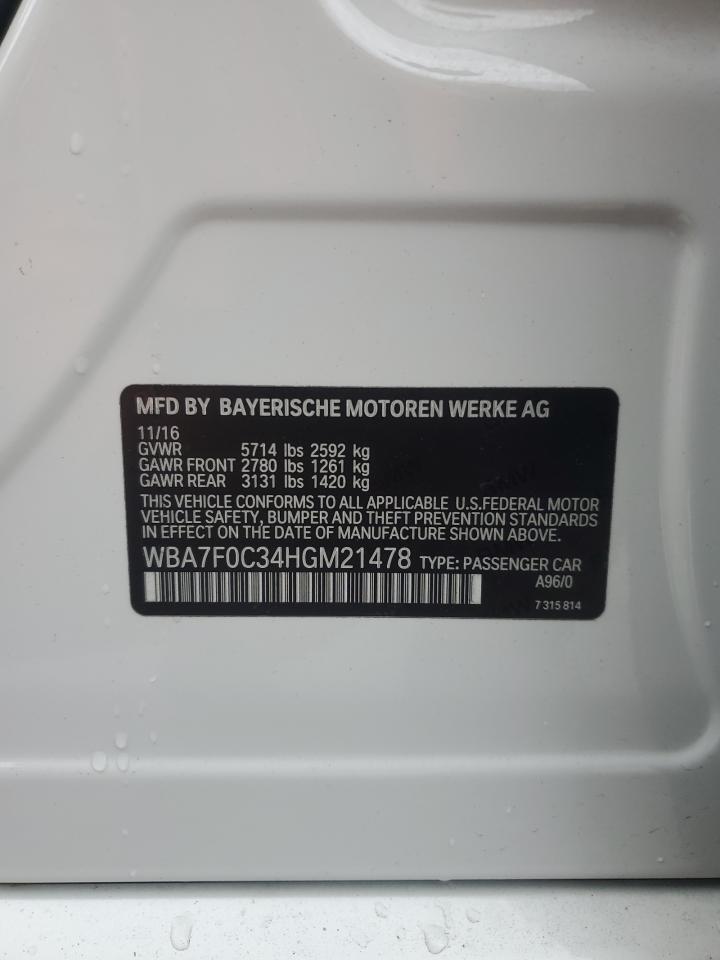 MFD BY BAYERISCHE MOTOREN WERKE AG
11/16
GVWR 5714 lbs 2592 kg
GAWR FRONT 2780 lbs 1261 kg
GAWR REAR 3131 lbs 1420 kg
THIS VEHICLE CONFORMS TO ALL APPLICABLE U.S.FEDERAL MOTOR
VEHICLE SAFETY, BUMPER AND THEFT PREVENTION STANDARDS
IN EFFECT ON THE DATE OF MANUFACTURE SHOWN ABOVE.
WBA7F0C34HGM21478 TYPE: PASSENGER CAR
A96/0
7 315 814